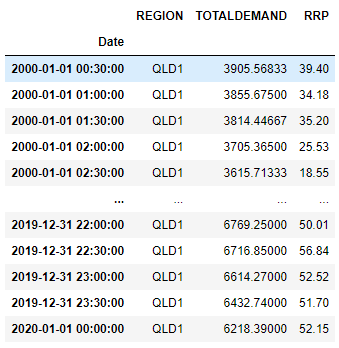 REGION TOTALDEMAND RRP
Date
2000-01-01 00:30:00 QLD1 3905.56833 39.40
2000-01-01 01:00:00 QLD1 3855.67500 34.18
2000-01-01 01:30:00 QLD1 3814.44667 35.20
2000-01-01 02:00:00 QLD1 3705.36500 25.53
2000-01-01 02:30:00 QLD1 3615.71333 18.55
... ... ... ...
2019-12-31 22:00:00 QLD1 6769.25000 50.01
2019-12-31 22:30:00 QLD1 6716.85000 56.84
2019-12-31 23:00:00 QLD1 6614.27000 52.52
2019-12-31 23:30:00 QLD1 6432.74000 51.70
2020-01-01 00:00:00 QLD1 6218.39000 52.15